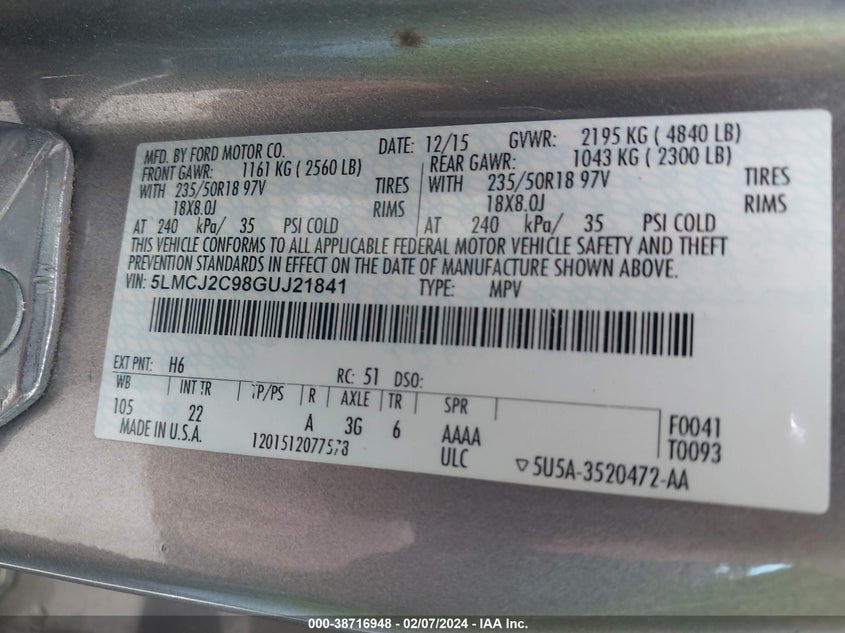 MFD. BY FORD MOTOR CO.
DATE: 12/15 GVWR: 2195 KG ( 4840 LB)
FRONT GAWR: 1161 KG ( 2560 LB) REAR GAWR: 1043 KG ( 2300 LB)
WITH 235/50R18 97V TIRES WITH 235/50R18 97V TIRES
18X8.0J RIMS 18X8.0J RIMS
AT 240 kPa/ 35 PSI COLD AT 240 kPa/ 35 PSI COLD
THIS VEHICLE CONFORMS TO ALL APPLICABLE FEDERAL MOTOR VEHICLE SAFETY AND THEFT
PREVENTION STANDARDS IN EFFECT ON THE DATE OF MANUFACTURE SHOWN ABOVE.
VIN: 5LMCJ2C98GUJ21841 TYPE: MPV
EXT PNT: H6 RC: 51 DSO:
WB INT TR TP/PS R AXLE TR SPR
105 22 A 3G 6 AAAA F0041
MADE IN U.S.A. 1201512077578 ULC T0093
▽5U5A-3520472-AA
000-38716948 - 02/07/2024 - IAA Inc.